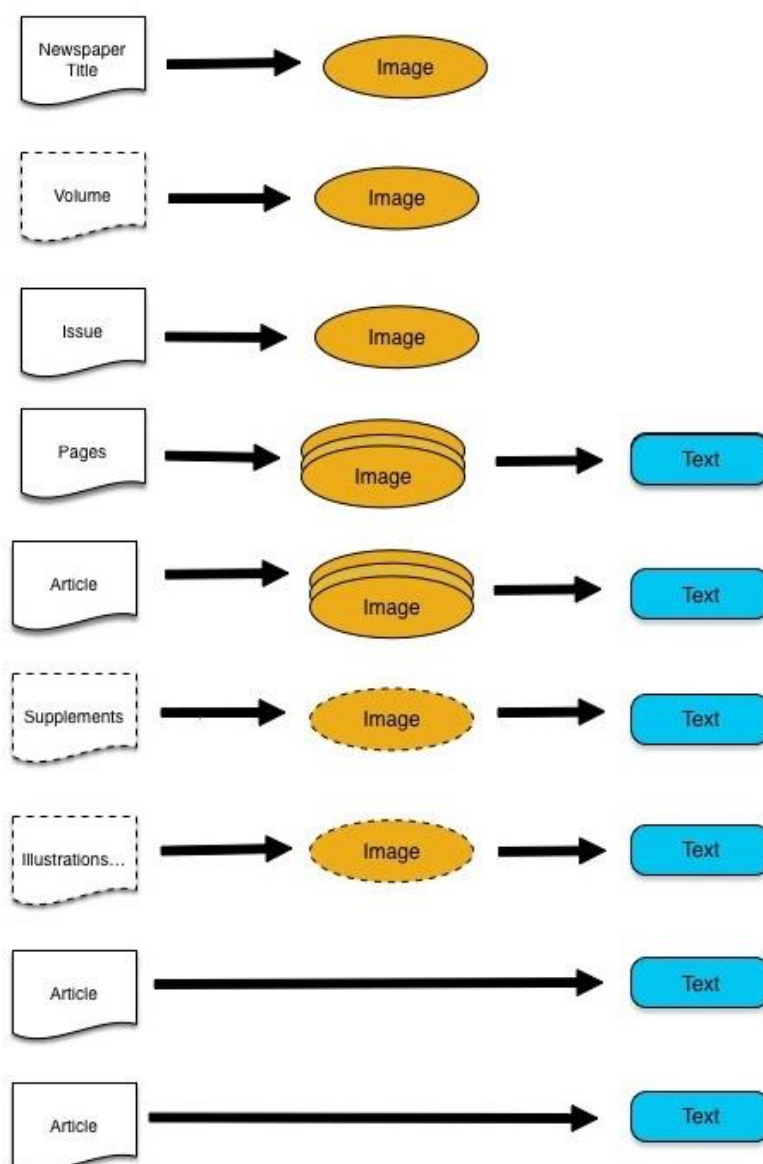 Newspaper
Title
Image
Volume
Image
Issue
Image
Pages
Image
Text
Article
Image
Text
Supplements
Image
Text
Illustrations...
Image
Text
Article
Text
Article
Text